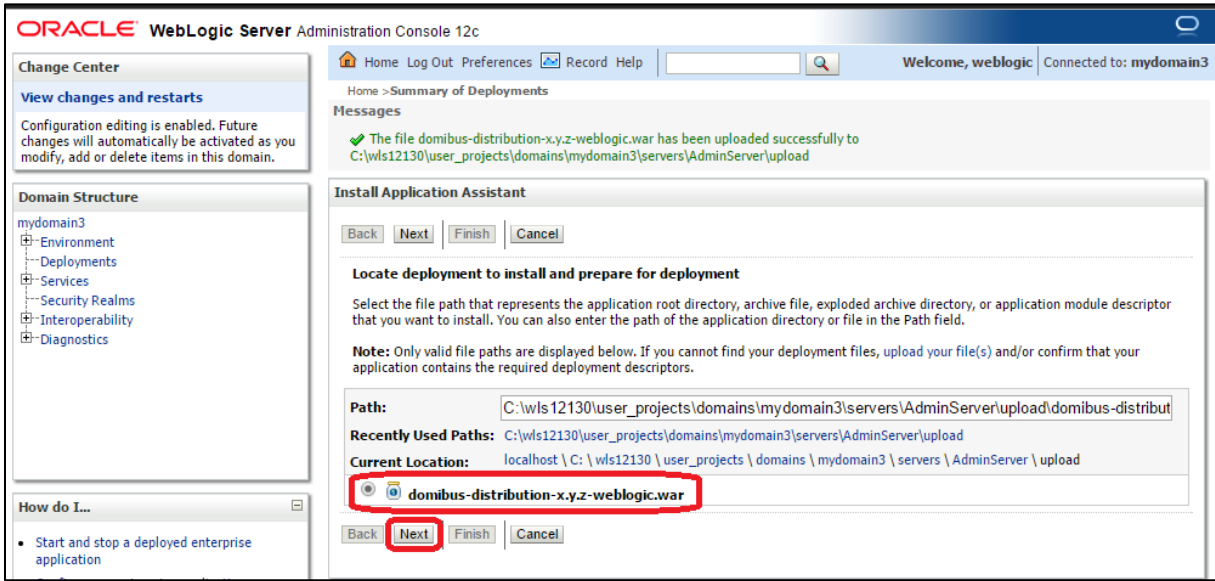 ORACLE WebLogic Server Administration Console 12c
Change Center
View changes and restarts
Configuration editing is enabled. Future
changes will automatically be activated as you
modify, add or delete items in this domain.
Domain Structure
mydomain3
Environment
Deployments
Services
Security Realms
Interoperability
Diagnostics
How do I...
Start and stop a deployed enterprise
application
Home Log Out Preferences Record Help
Welcome, weblogic Connected to: mydomain3
Home >Summary of Deployments
Messages
The file domibus-distribution-x.y.z-weblogic.war has been uploaded successfully to
C:\wls12130\user_projects\domains\mydomain3\servers\AdminServer\upload
Install Application Assistant
Back Next Finish Cancel
Locate deployment to install and prepare for deployment
Select the file path that represents the application root directory, archive file, exploded archive directory, or application module descriptor
that you want to install. You can also enter the path of the application directory or file in the Path field.
Note: Only valid file paths are displayed below. If you cannot find your deployment files, upload your file(s) and/or confirm that your
application contains the required deployment descriptors.
Path: C:\wls12130\user_projects\domains\mydomain3\servers\AdminServer\upload\domibus-distribut
Recently Used Paths: C:\wls12130\user_projects\domains\mydomain3\servers\AdminServer\upload
Current Location: localhost \ C: \ wls12130 \ user_projects \ domains \ mydomain3 \ servers \ AdminServer \ upload
domibus-distribution-x.y.z-weblogic.war
Back Next Finish Cancel